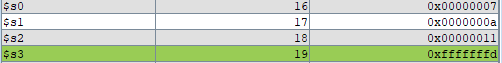 $s0 16 0x00000007
$s1 17 0x0000000a
$s2 18 0x00000011
$s3 19 0xfffffffd